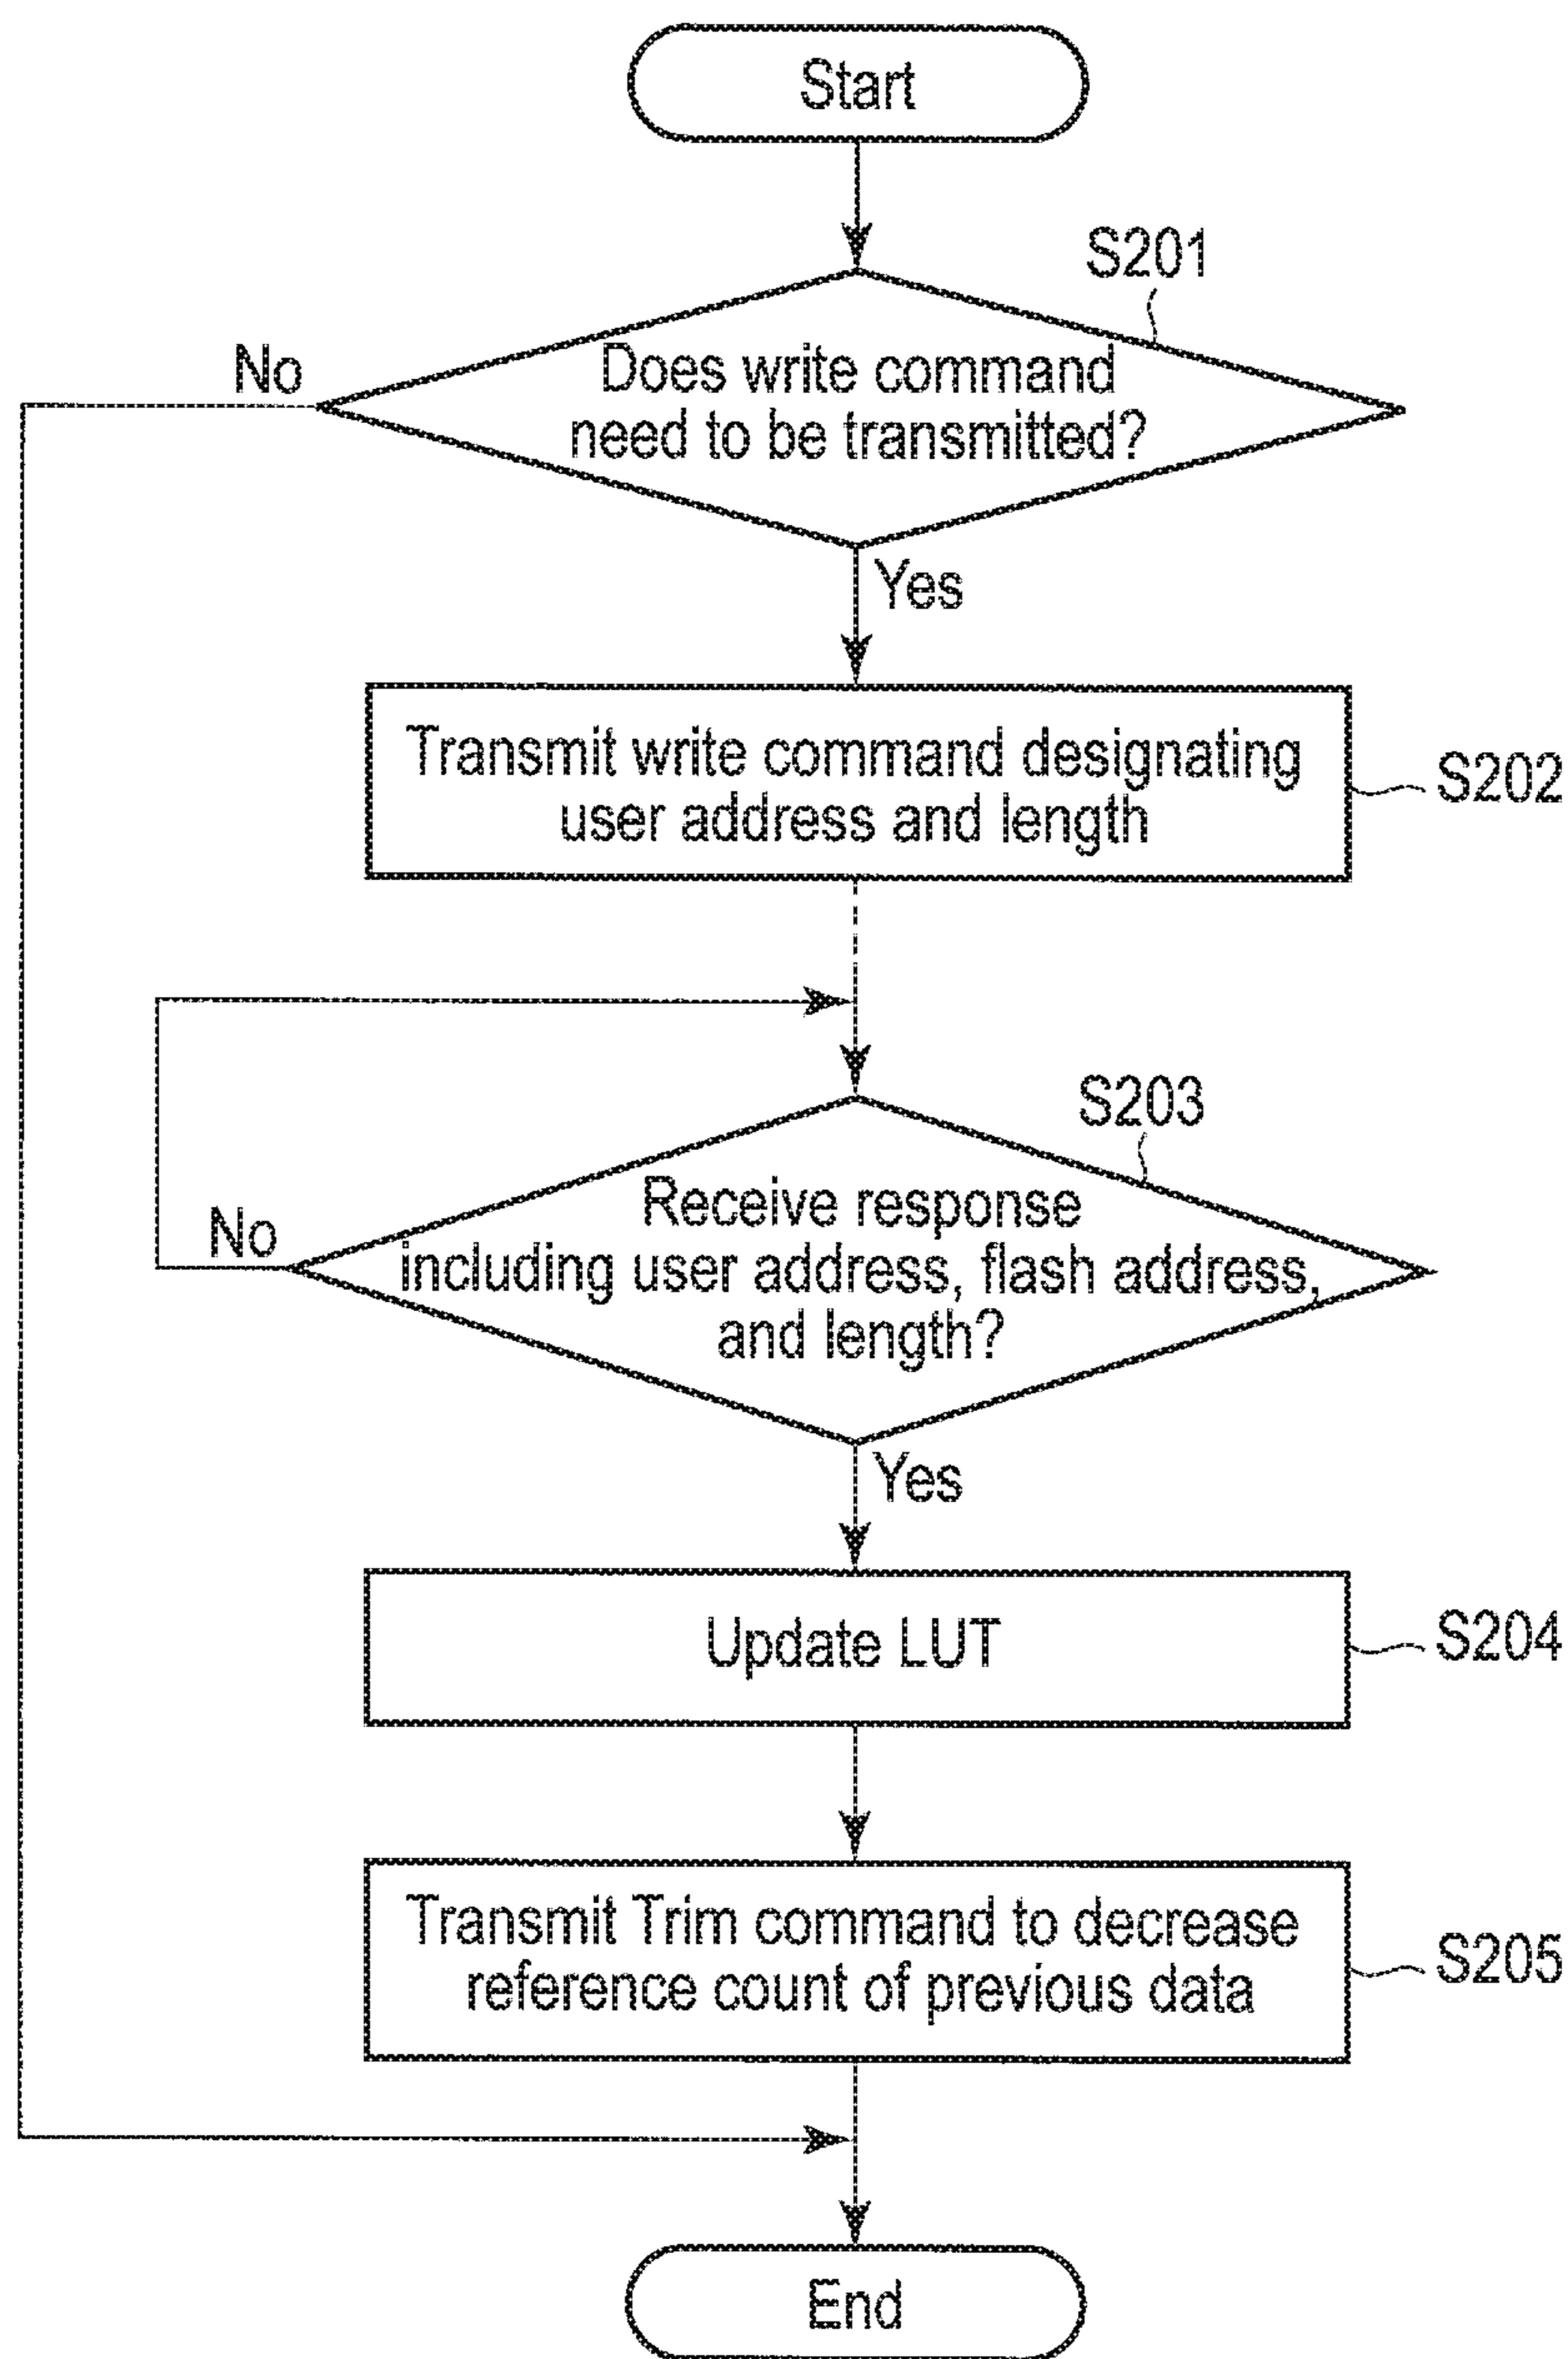 Start
S201
No
Does write command
need to be transmitted?
Yes
Transmit write command designating
user address and length
S202
S203
Receive response
including user address, flash address,
and length?
No
Yes
Update LUT
S204
Transmit Trim command to decrease
reference count of previous data
S205
End